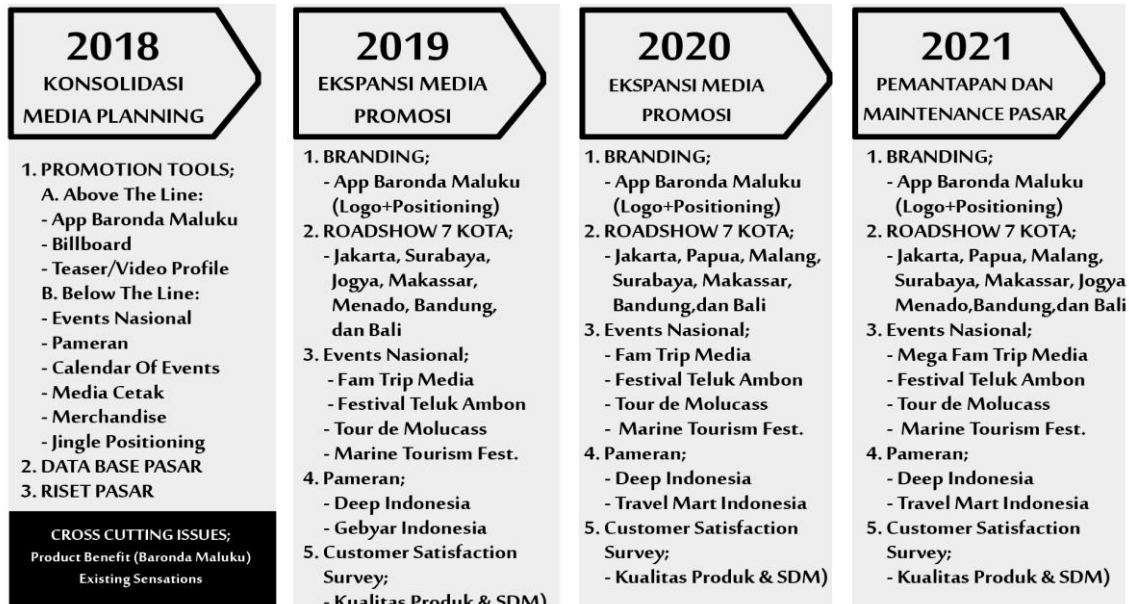 2018
KONSOLIDASI
MEDIA PLANNING
1. PROMOTION TOOLS;
A. Above The Line:
- App Baronda Maluku
- Billboard
- Teaser/Video Profile
B. Below The Line:
- Events Nasional
- Pameran
- Calendar Of Events
- Media Cetak
- Merchandise
- Jingle Positioning
2. DATA BASE PASAR
3. RISET PASAR
CROSS CUTTING ISSUES;
Product Benefit (Baronda Maluku)
Existing Sensations
2019
EKSPANSI MEDIA
PROMOSI
1. BRANDING;
- App Baronda Maluku
(Logo+Positioning)
2. ROADSHOW 7 KOTA;
- Jakarta, Surabaya,
Jogya, Makassar,
Menado, Bandung,
dan Bali
3. Events Nasional;
- Fam Trip Media
- Festival Teluk Ambon
- Tour de Molucass
- Marine Tourism Fest.
4. Pameran;
- Deep Indonesia
- Gebyar Indonesia
5. Customer Satisfaction
Survey;
- Kualitas Produk & SDM)
2020
EKSPANSI MEDIA
PROMOSI
1. BRANDING;
- App Baronda Maluku
(Logo+Positioning)
2. ROADSHOW 7 KOTA;
- Jakarta, Papua, Malang,
Surabaya, Makassar,
Bandung,dan Bali
3. Events Nasional;
- Fam Trip Media
- Festival Teluk Ambon
- Tour de Molucass
- Marine Tourism Fest.
4. Pameran;
- Deep Indonesia
- Travel Mart Indonesia
5. Customer Satisfaction
Survey;
- Kualitas Produk & SDM)
2021
PEMANTAPAN DAN
MAINTENANCE PASAR
1. BRANDING;
- App Baronda Maluku
(Logo+Positioning)
2. ROADSHOW 7 KOTA;
- Jakarta, Papua, Malang,
Surabaya, Makassar, Jogya
Menado,Bandung,dan Bali
3. Events Nasional;
- Mega Fam Trip Media
- Festival Teluk Ambon
- Tour de Molucass
- Marine Tourism Fest.
4. Pameran;
- Deep Indonesia
- Travel Mart Indonesia
5. Customer Satisfaction
Survey;
- Kualitas Produk & SDM)